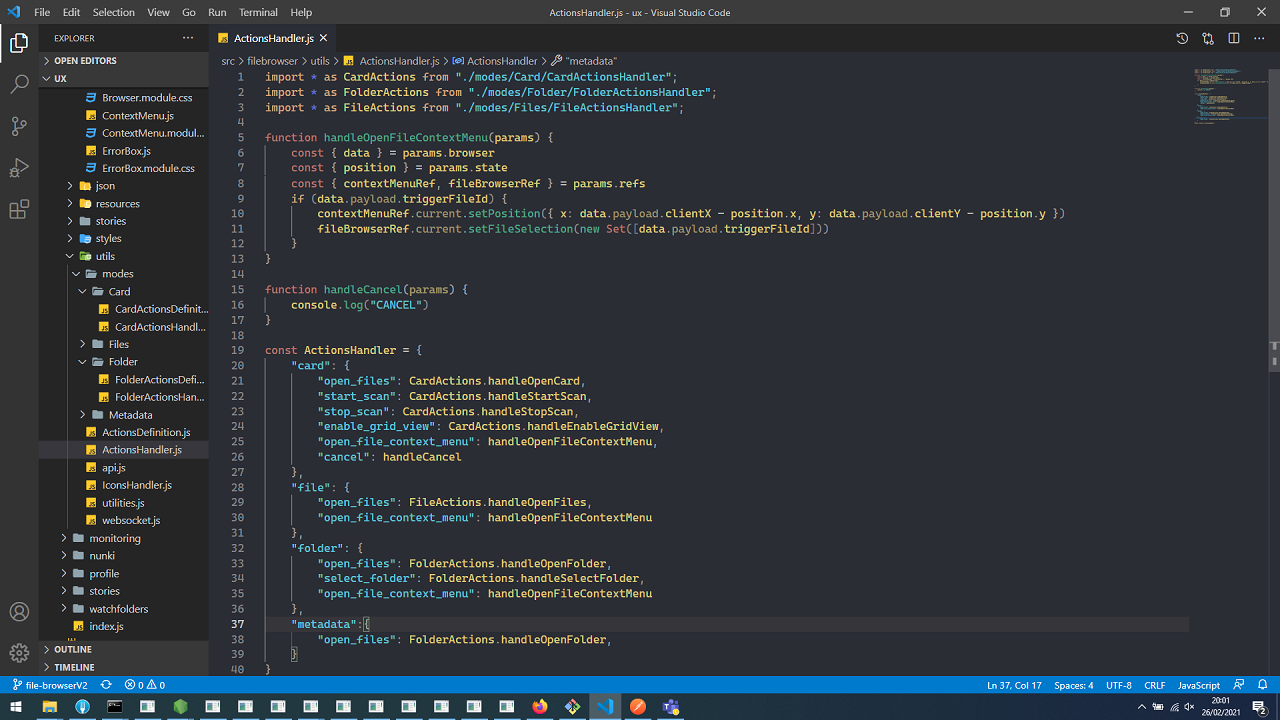 File Edit Selection View Go Run Terminal Help
ActionsHandler.js - ux - Visual Studio Code
EXPLORER
OPEN EDITORS
UX
Browser.module.css
ContextMenu.js
ContextMenu.modul...
ErrorBox.js
ErrorBox.module.css
json
resources
stories
styles
utils
modes
Card
CardActionsDefinit...
CardActionsHandl...
Files
Folder
FolderActionsDefi...
FolderActionsHan...
Metadata
ActionsDefinition.js
ActionsHandler.js
api.js
IconsHandler.js
utilities.js
websocket.js
monitoring
nunki
profile
stories
watchfolders
index.js
OUTLINE
TIMELINE
JS ActionsHandler.js
src > filebrowser > utils > JS ActionsHandler.js > ActionsHandler > "metadata"
1 import * as CardActions from "./modes/Card/CardActionsHandler";
2 import * as FolderActions from "./modes/Folder/FolderActionsHandler";
3 import * as FileActions from "./modes/Files/FileActionsHandler";
4
5 function handleOpenFileContextMenu(params) {
6 const { data } = params.browser
7 const { position } = params.state
8 const { contextMenuRef, fileBrowserRef } = params.refs
9 if (data.payload.triggerFileId) {
10 contextMenuRef.current.setPosition({ x: data.payload.clientX - position.x, y: data.payload.clientY - position.y })
11 fileBrowserRef.current.setFileSelection(new Set([data.payload.triggerFileId]))
12 }
13 }
14
15 function handleCancel(params) {
16 console.log("CANCEL")
17 }
18
19 const ActionsHandler = {
20 "card": {
21 "open_files": CardActions.handleOpenCard,
22 "start_scan": CardActions.handleStartScan,
23 "stop_scan": CardActions.handleStopScan,
24 "enable_grid_view": CardActions.handleEnableGridView,
25 "open_file_context_menu": handleOpenFileContextMenu,
26 "cancel": handleCancel
27 },
28 "file": {
29 "open_files": FileActions.handleOpenFiles,
30 "open_file_context_menu": handleOpenFileContextMenu
31 },
32 "folder": {
33 "open_files": FolderActions.handleOpenFolder,
34 "select_folder": FolderActions.handleSelectFolder,
35 "open_file_context_menu": handleOpenFileContextMenu
36 },
37 "metadata":{
38 "open_files": FolderActions.handleOpenFolder,
39 }
40 }
file-browserV2 0 0 Ln 37, Col 17 Spaces: 4 UTF-8 CRLF JavaScript
20:01
26/02/2021
2